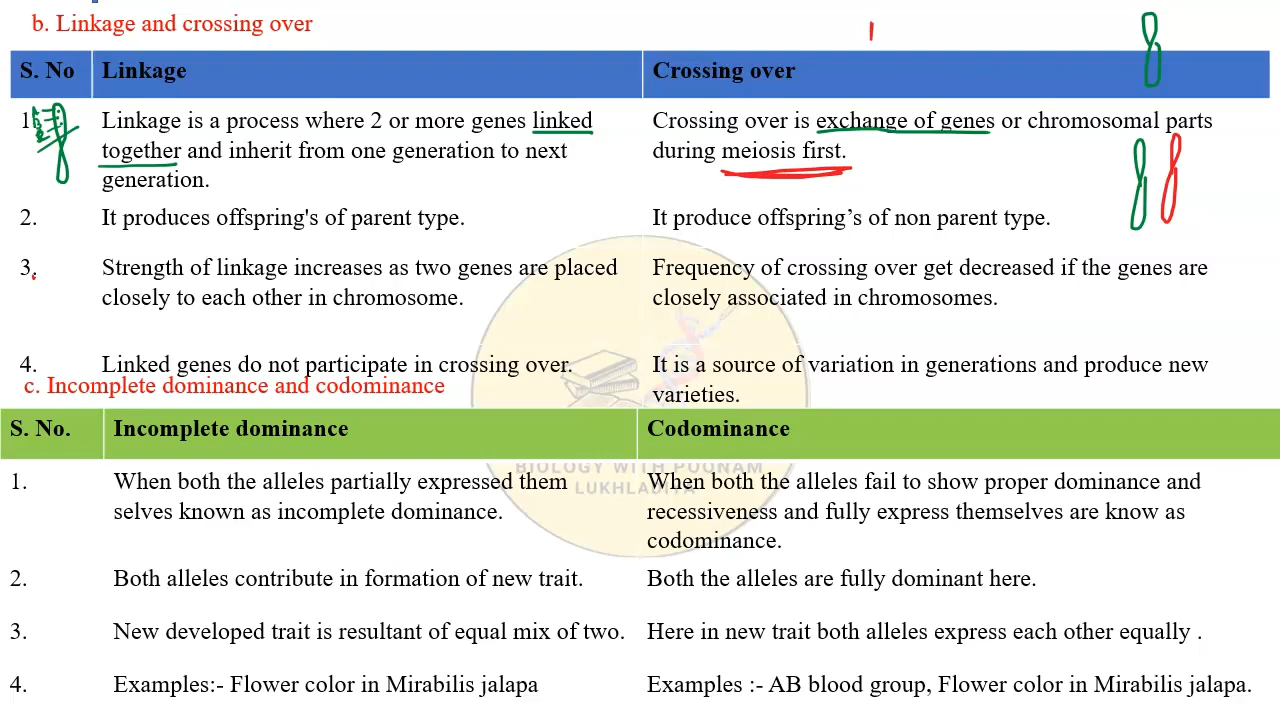 b. Linkage and crossing over
S. No Linkage Crossing over
1. Linkage is a process where 2 or more genes linked together and inherit from one generation to next generation.
Crossing over is exchange of genes or chromosomal parts during meiosis first.
2. It produces offspring's of parent type.
It produce offspring’s of non parent type.
3. Strength of linkage increases as two genes are placed closely to each other in chromosome.
Frequency of crossing over get decreased if the genes are closely associated in chromosomes.
4. Linked genes do not participate in crossing over.
It is a source of variation in generations and produce new varieties.
c. Incomplete dominance and codominance
S. No. Incomplete dominance Codominance
1. When both the alleles partially expressed them selves known as incomplete dominance.
When both the alleles fail to show proper dominance and recessiveness and fully express themselves are know as codominance.
2. Both alleles contribute in formation of new trait.
Both the alleles are fully dominant here.
3. New developed trait is resultant of equal mix of two.
Here in new trait both alleles express each other equally .
4. Examples:- Flower color in Mirabilis jalapa
Examples :- AB blood group, Flower color in Mirabilis jalapa.
BIOLOGY WITH POONAM
LUKHLADIYA